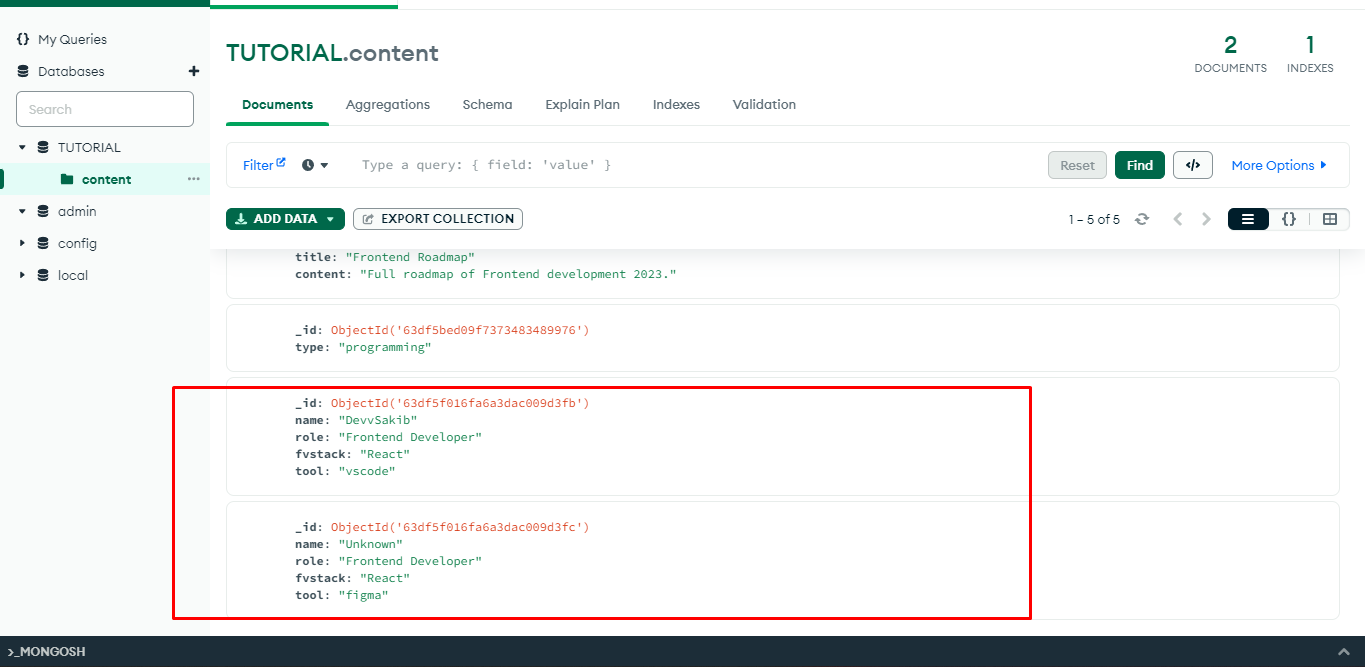 {} My Queries
Databases +
Search
TUTORIAL
content ...
admin
config
local
TUTORIAL.content
2
DOCUMENTS
1
INDEXES
Documents Aggregations Schema Explain Plan Indexes Validation
Filter Type a query: { field: 'value' } Reset Find </> More Options
ADD DATA EXPORT COLLECTION 1 – 5 of 5 {}
title: "Frontend Roadmap"
content: "Full roadmap of Frontend development 2023."
_id: ObjectId('63df5bed09f7373483489976')
type: "programming"
_id: ObjectId('63df5f016fa6a3dac009d3fb')
name: "DevvSakib"
role: "Frontend Developer"
fvstack: "React"
tool: "vscode"
_id: ObjectId('63df5f016fa6a3dac009d3fc')
name: "Unknown"
role: "Frontend Developer"
fvstack: "React"
tool: "figma"
>_MONGOSH